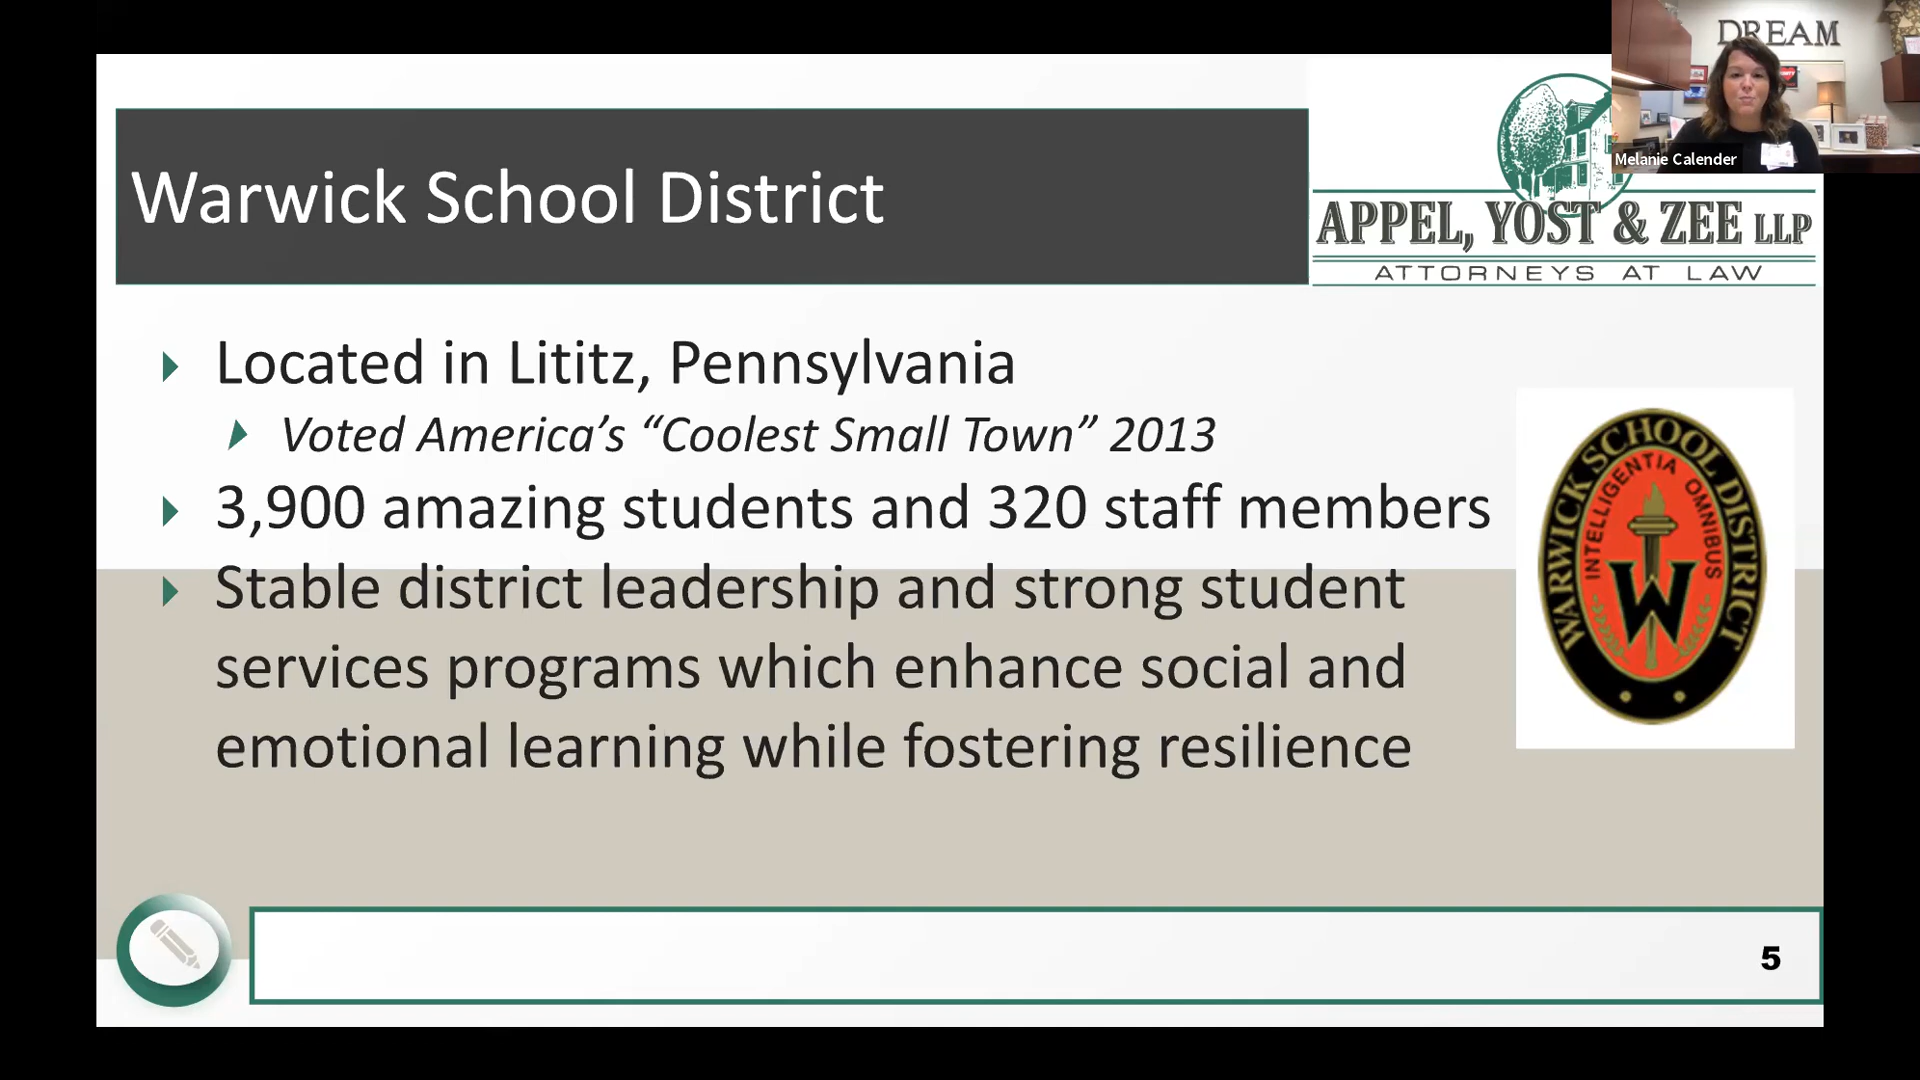 DREAM
Melanie Calender
Warwick School District
APPEL, YOST & ZEE LLP
ATTORNEYS AT LAW
Located in Lititz, Pennsylvania
Voted America’s “Coolest Small Town” 2013
3,900 amazing students and 320 staff members
Stable district leadership and strong student
services programs which enhance social and
emotional learning while fostering resilience
WARWICK SCHOOL DISTRICT
INTELLIGENTIA OMNIBUS
W
5